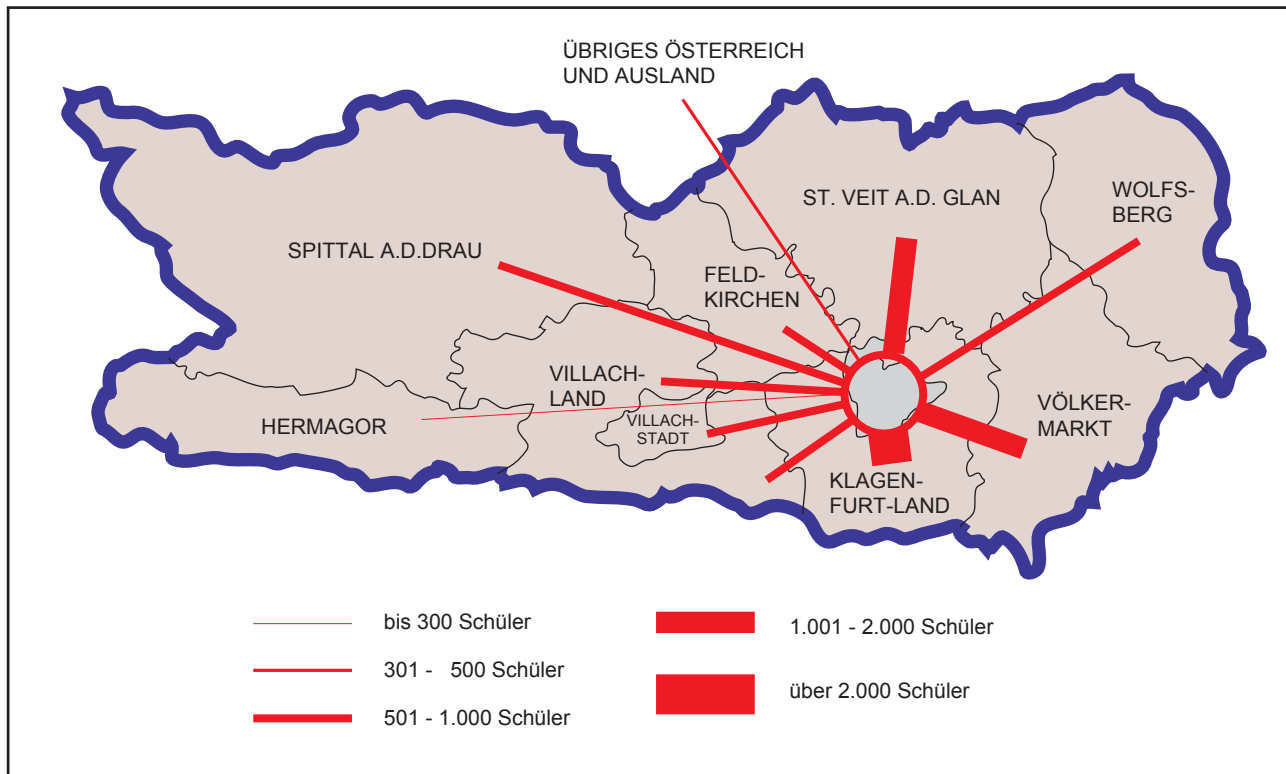 ÜBRIGES ÖSTERREICH
UND AUSLAND
ST. VEIT A.D. GLAN
WOLFS-
BERG
SPITTAL A.D.DRAU
FELD-
KIRCHEN
VILLACH-
LAND
HERMAGOR
VILLACH-
STADT
VÖLKER-
MARKT
KLAGEN-
FURT-LAND
bis 300 Schüler
301 - 500 Schüler
501 - 1.000 Schüler
1.001 - 2.000 Schüler
über 2.000 Schüler